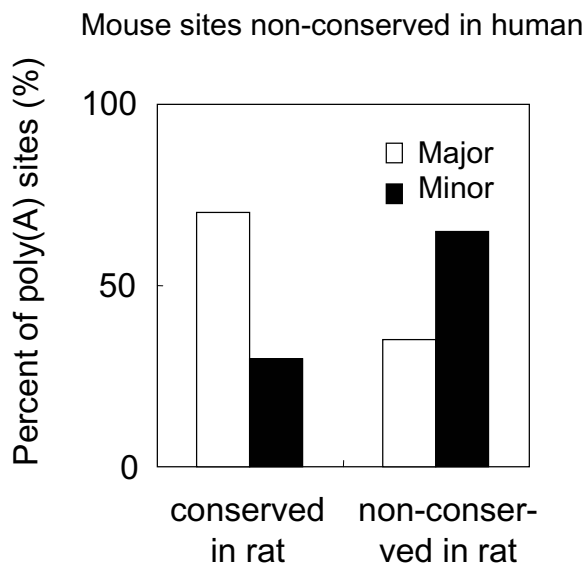 Mouse sites non-conserved in human
Percent of poly(A) sites (%)
100
50
0
Major
Minor
conserved
in rat
non-conser-
ved in rat